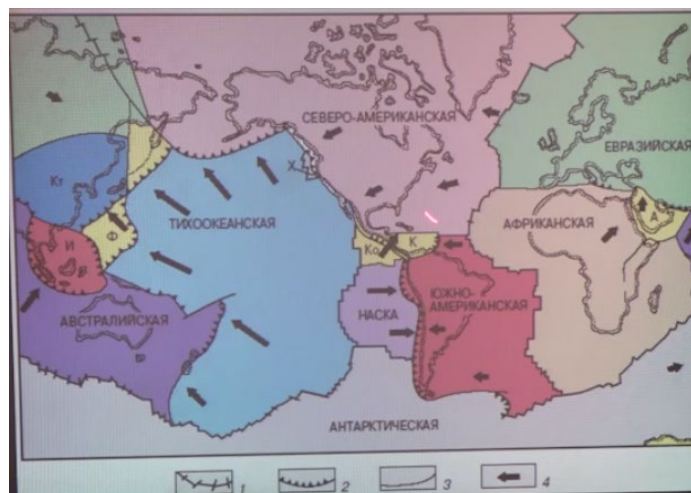 СЕВЕРО-АМЕРИКАНСКАЯ
ЕВРАЗИЙСКАЯ
Х
Кт
ТИХООКЕАНСКАЯ
АФРИКАНСКАЯ
А
Ф
И
Ко
К
ЮЖНО-
АМЕРИКАНСКАЯ
НАСКА
АВСТРАЛИЙСКАЯ
АНТАРКТИЧЕСКАЯ
1
2
3
4